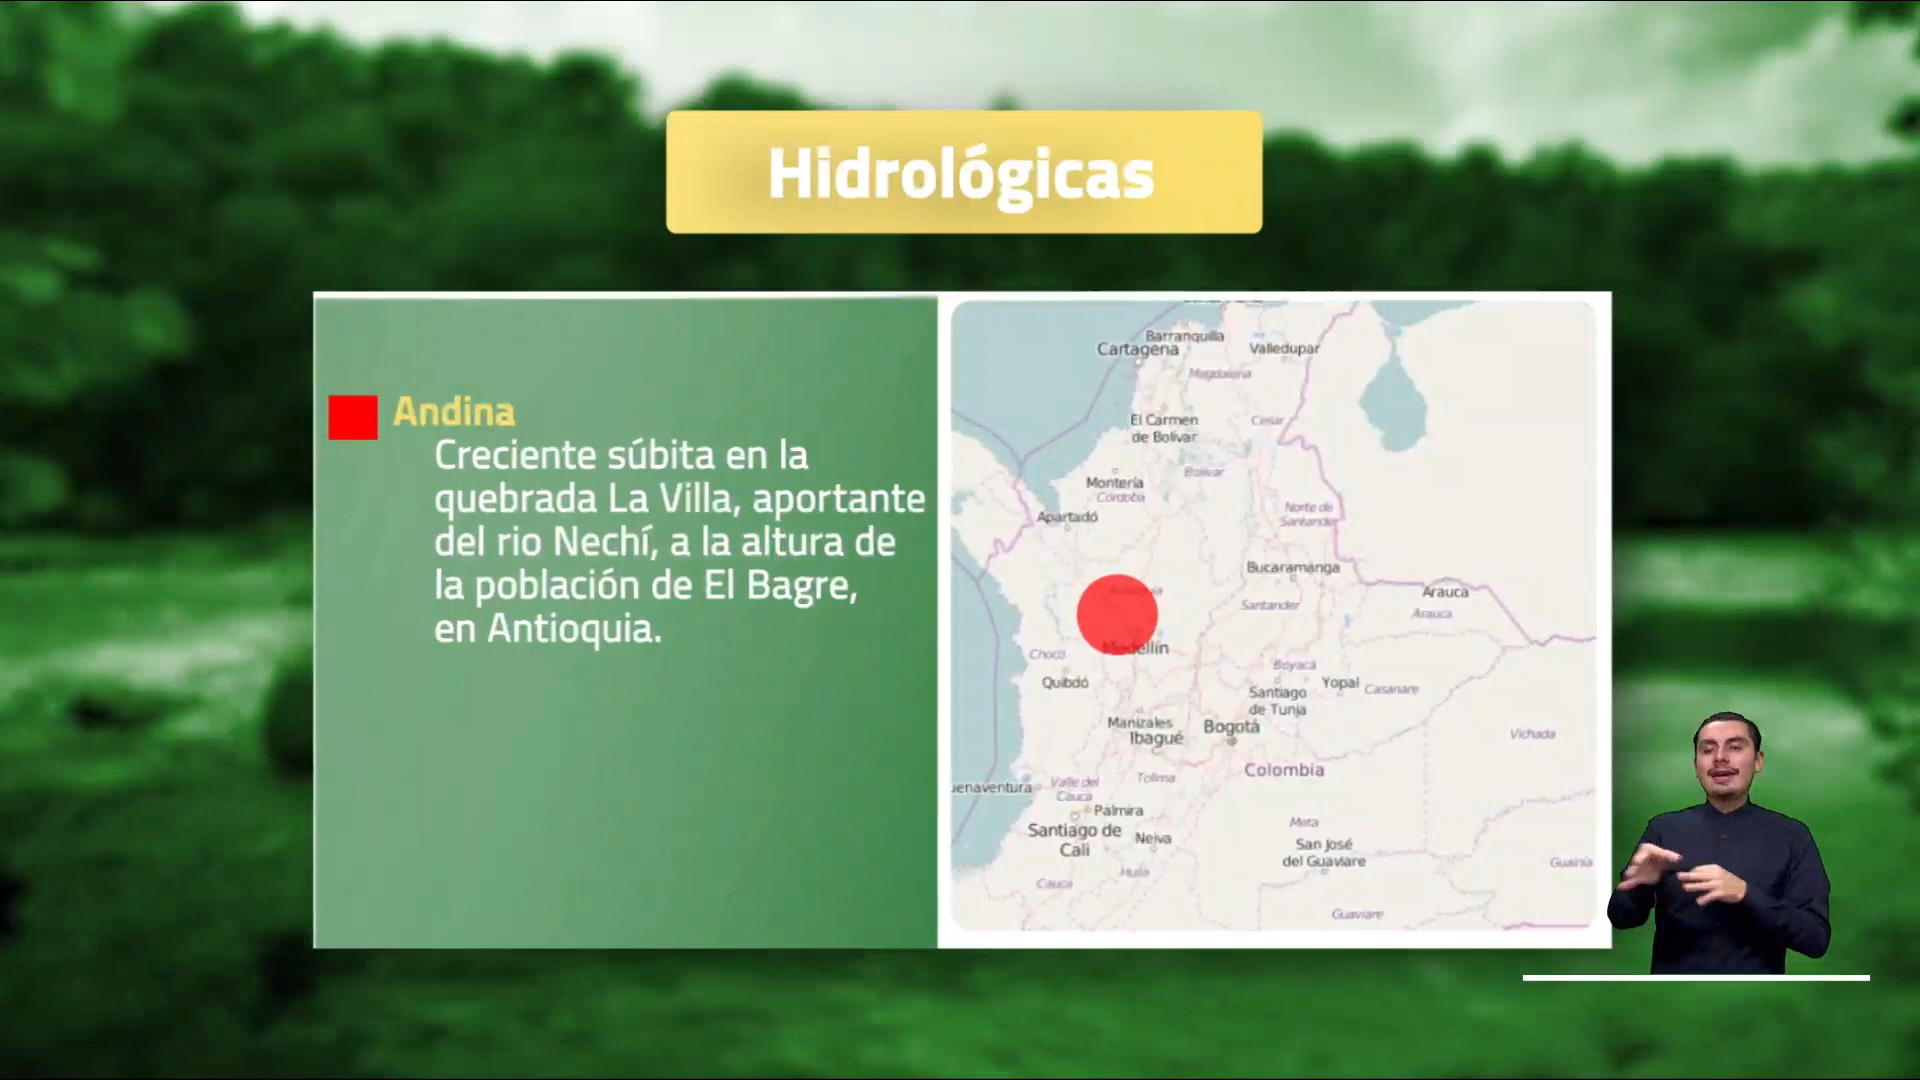 Hidrológicas
Andina
Creciente súbita en la
quebrada La Villa, aportante
del rio Nechí, a la altura de
la población de El Bagre,
en Antioquia.
Barranquilla
Cartagena
Valledupar
Magdalena
El Carmen
de Bolívar
Cesar
Bolívar
Montería
Córdoba
Apartadó
Norte de
Santander
Bucaramanga
Arauca
Santander
Arauca
Medellín
Chocó
Boyacá
Quibdó
Yopal
Casanare
Santiago
de Tunja
Manizales
Bogotá
Ibagué
Vichada
Colombia
Tolima
Valle del
Cauca
uenaventura
Palmira
Santiago de
Cali
Neiva
Meta
San José
del Guaviare
Guainía
Huila
Cauca
Guaviare